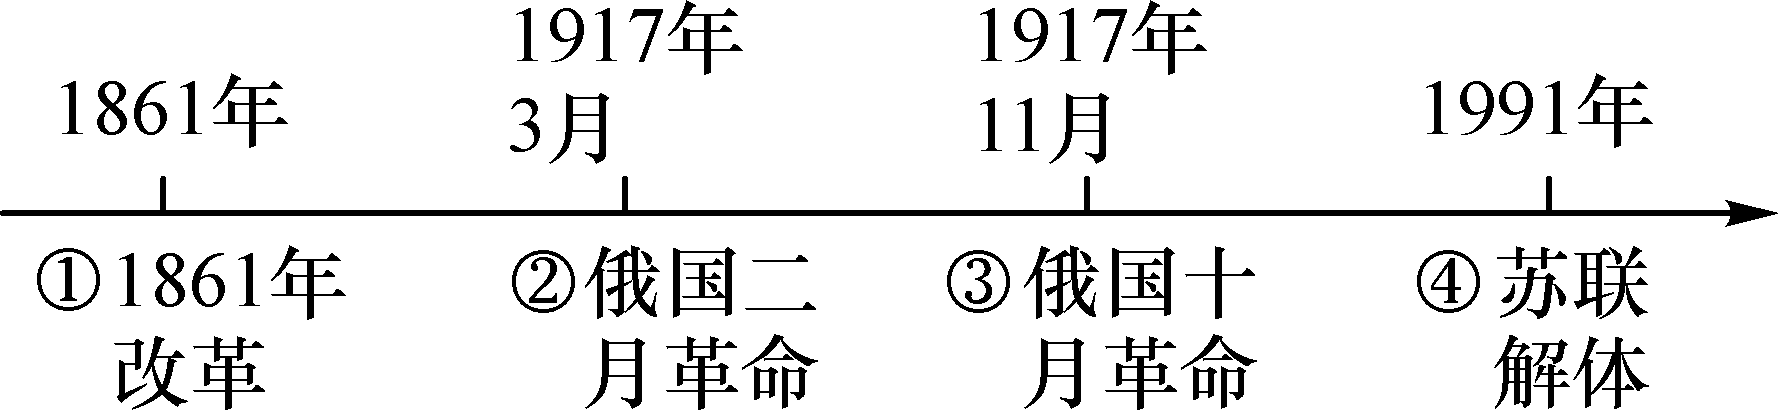 1861年
1917年
3月
1917年
11月
1991年
①1861年
改革
②俄国二
月革命
③俄国十
月革命
④苏联
解体